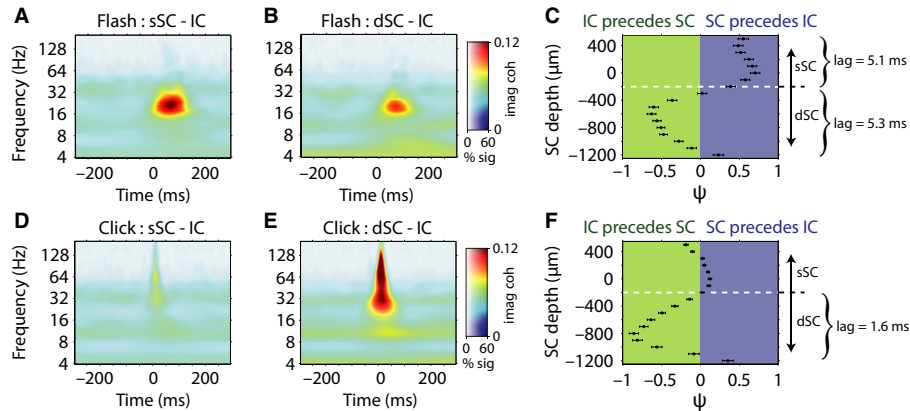 A
Flash : sSC - IC
Frequency (Hz)
128
64
32
16
8
4
−200
0
200
Time (ms)
B
Flash : dSC - IC
−200
0
200
Time (ms)
0.12
imag coh
0
0 60
% sig
C
IC precedes SC
SC precedes IC
SC depth (μm)
400
0
−400
−800
−1200
−1
−0.5
0
0.5
1
ψ
sSC
dSC
lag = 5.1 ms
lag = 5.3 ms
D
Click : sSC - IC
Frequency (Hz)
128
64
32
16
8
4
−200
0
200
Time (ms)
E
Click : dSC - IC
128
64
32
16
8
4
−200
0
200
Time (ms)
0.12
imag coh
0
0 60
% sig
F
IC precedes SC
SC precedes IC
SC depth (μm)
400
0
−400
−800
−1200
−1
−0.5
0
0.5
1
ψ
sSC
dSC
lag = 1.6 ms